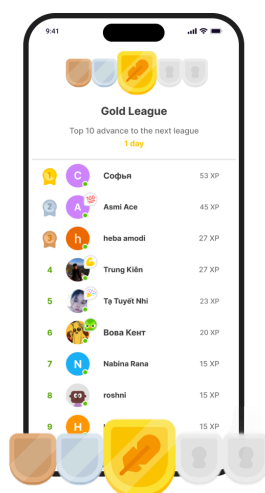 9:41
Gold League
Top 10 advance to the next league
1 day
1 C Софья 53 XP
2 A 100 Asmi Ace 45 XP
3 h heba amodi 27 XP
4 Trung Kiên 27 XP
5 Tạ Tuyết Nhi 23 XP
6 Вова Кент 20 XP
7 N Nabina Rana 15 XP
8 roshni 15 XP
9 H 15 XP